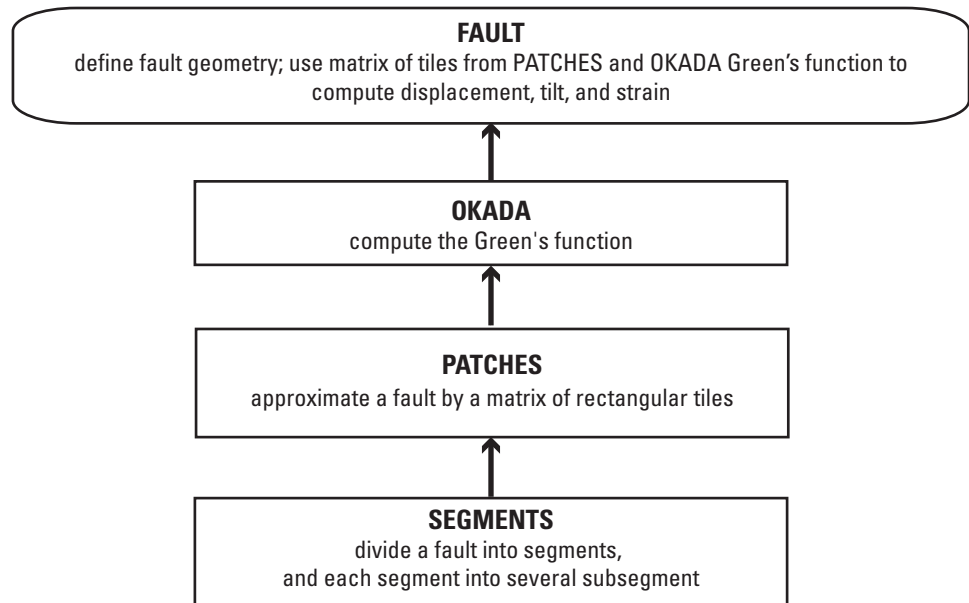 FAULT
define fault geometry; use matrix of tiles from PATCHES and OKADA Green’s function to
compute displacement, tilt, and strain
OKADA
compute the Green's function
PATCHES
approximate a fault by a matrix of rectangular tiles
SEGMENTS
divide a fault into segments,
and each segment into several subsegment